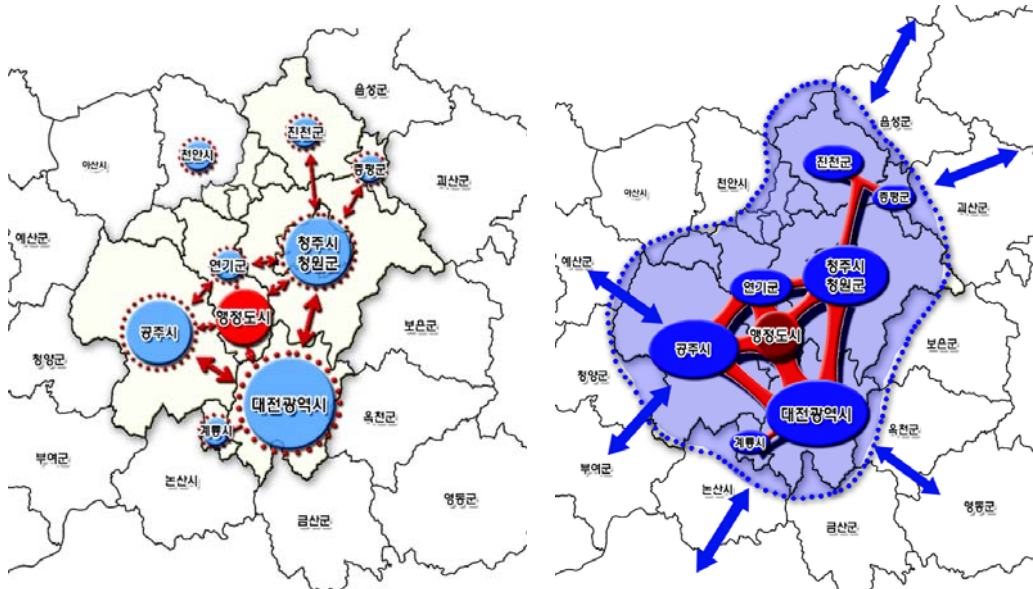 음성군
진천군
천안시
아산시
증평군
괴산군
예산군
청주시
청원군
연기군
행정도시
공주시
보은군
청양군
대전광역시
옥천군
계룡시
부여군
논산시
영동군
금산군
음성군
진천군
천안시
아산시
증평군
괴산군
예산군
청주시
청원군
연기군
행정도시
공주시
보은군
청양군
대전광역시
옥천군
계룡시
부여군
논산시
영동군
금산군